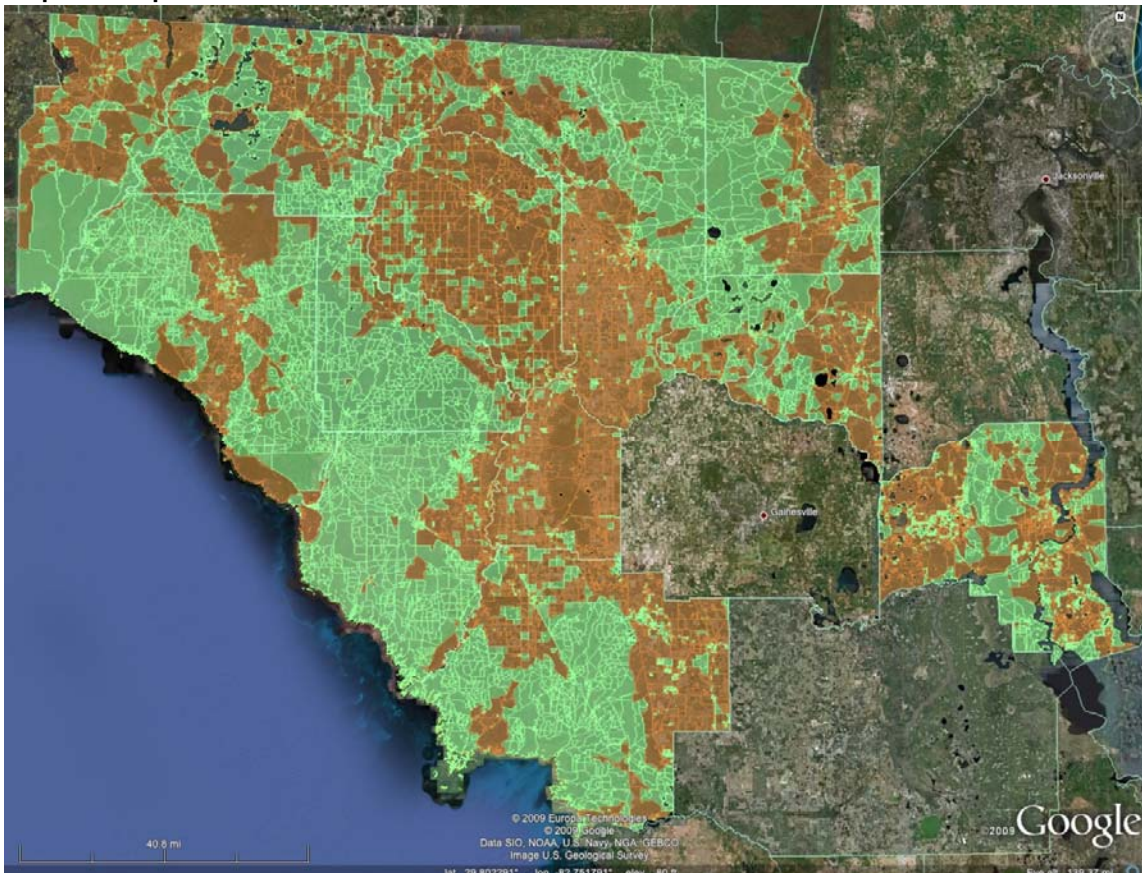 N
Jacksonville
Gainesville
© 2009 Europa Technologies
© 2009 Google
Data SIO, NOAA, U.S. Navy, NGA, GEBCO
Image U.S. Geological Survey
2009 Google
40.8 mi